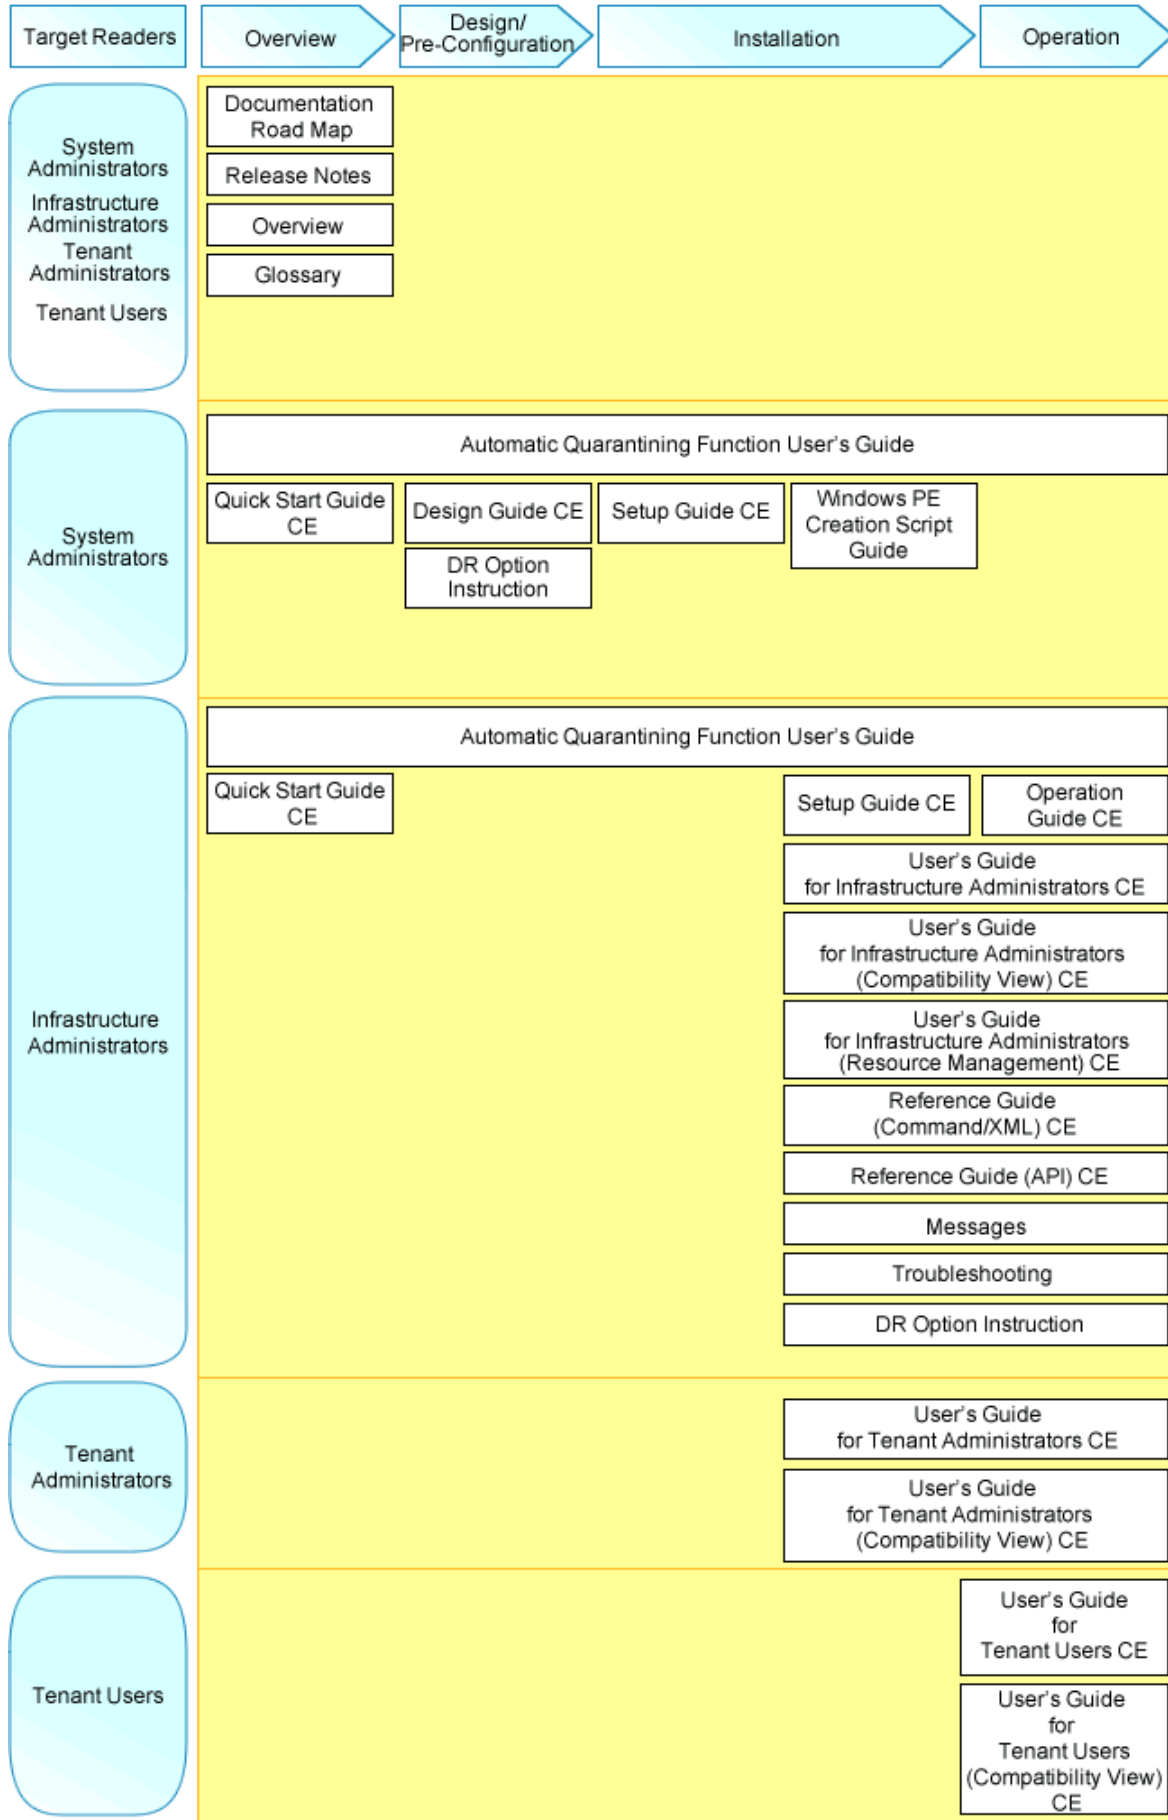 Target Readers
Overview
Design/
Pre-Configuration
Installation
Operation
System
Administrators
Infrastructure
Administrators
Tenant
Administrators
Tenant Users
Documentation
Road Map
Release Notes
Overview
Glossary
System
Administrators
Automatic Quarantining Function User's Guide
Quick Start Guide
CE
Design Guide CE
DR Option
Instruction
Setup Guide CE
Windows PE
Creation Script
Guide
Infrastructure
Administrators
Automatic Quarantining Function User's Guide
Quick Start Guide
CE
Setup Guide CE
Operation
Guide CE
User's Guide
for Infrastructure Administrators CE
User's Guide
for Infrastructure Administrators
(Compatibility View) CE
User's Guide
for Infrastructure Administrators
(Resource Management) CE
Reference Guide
(Command/XML) CE
Reference Guide (API) CE
Messages
Troubleshooting
DR Option Instruction
Tenant
Administrators
User's Guide
for Tenant Administrators CE
User's Guide
for Tenant Administrators
(Compatibility View) CE
Tenant Users
User's Guide
for
Tenant Users CE
User's Guide
for
Tenant Users
(Compatibility View)
CE